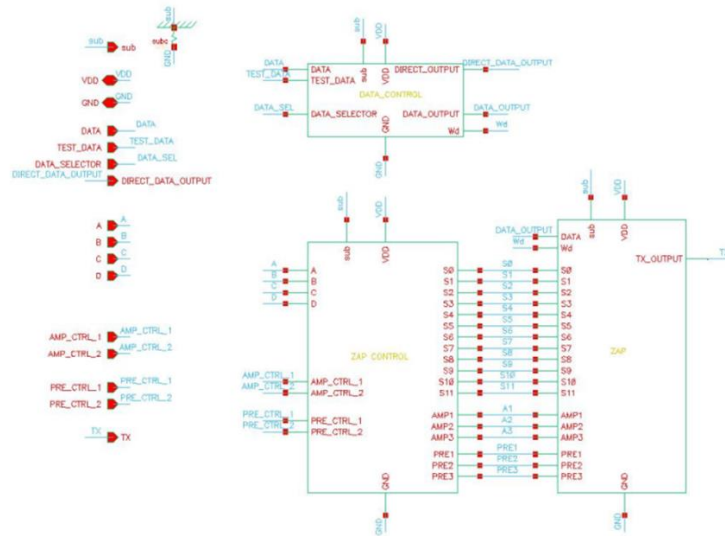 sub
sub
sub
subc
GND
VDD
VDD
GND
GND
DATA
DATA
TEST_DATA
TEST_DATA
DATA_SELECTOR
DATA_SEL
DIRECT_DATA_OUTPUT
DIRECT_DATA_OUTPUT
A
A
B
B
C
C
D
D
AMP_CTRL_1
AMP_CTRL_1
AMP_CTRL_2
AMP_CTRL_2
PRE_CTRL_1
PRE_CTRL_1
PRE_CTRL_2
PRE_CTRL_2
TX
TX
sub
VDD
sub
VDD
DATA
DATA
TEST_DATA
TEST_DATA
DIRECT_OUTPUT
DIRECT_DATA_OUTPUT
DATA_CONTROL
DATA_SEL
DATA_SELECTOR
DATA_OUTPUT
DATA_OUTPUT
Wd
Wd
GND
GND
sub
VDD
sub
VDD
A
A
B
B
C
C
D
D
ZAP CONTROL
AMP_CTRL_1
AMP_CTRL_1
AMP_CTRL_2
AMP_CTRL_2
PRE_CTRL_1
PRE_CTRL_1
PRE_CTRL_2
PRE_CTRL_2
GND
GND
S0 S0 S0
S1 S1 S1
S2 S2 S2
S3 S3 S3
S4 S4 S4
S5 S5 S5
S6 S6 S6
S7 S7 S7
S8 S8 S8
S9 S9 S9
S10 S10 S10
S11 S11 S11
AMP1 A1 AMP1
AMP2 A2 AMP2
AMP3 A3 AMP3
PRE1 PRE1 PRE1
PRE2 PRE2 PRE2
PRE3 PRE3 PRE3
sub
VDD
sub
VDD
DATA_OUTPUT
DATA
Wd
Wd
TX_OUTPUT
ZAP
GND
GND